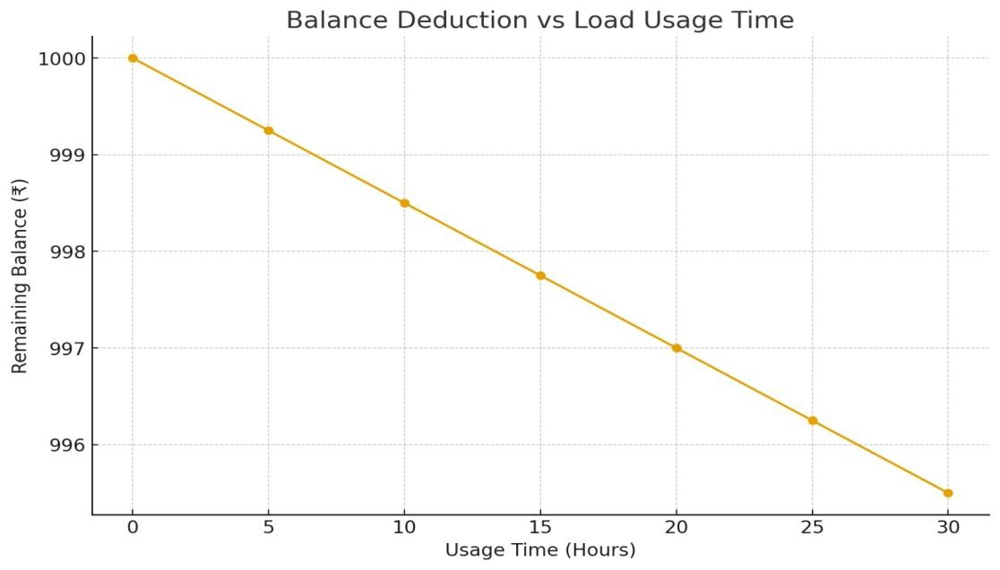 Balance Deduction vs Load Usage Time
1000
999
998
997
996
Remaining Balance (₹)
0 5 10 15 20 25 30
Usage Time (Hours)